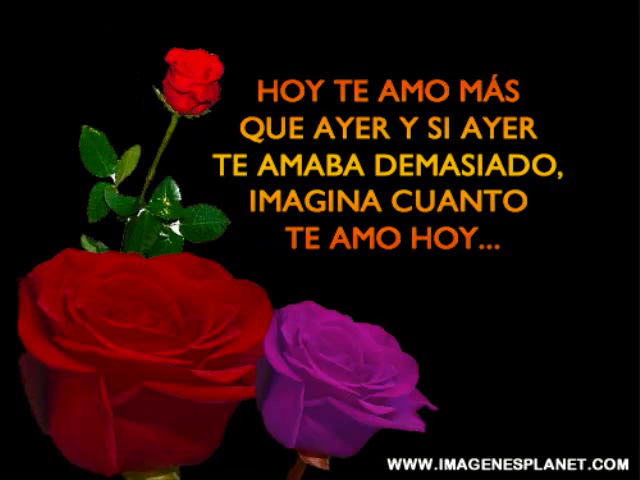 HOY TE AMO MÁS
QUE AYER Y SI AYER
TE AMABA DEMASIADO,
IMAGINA CUANTO
TE AMO HOY...
WWW.IMAGENESPLANET.COM